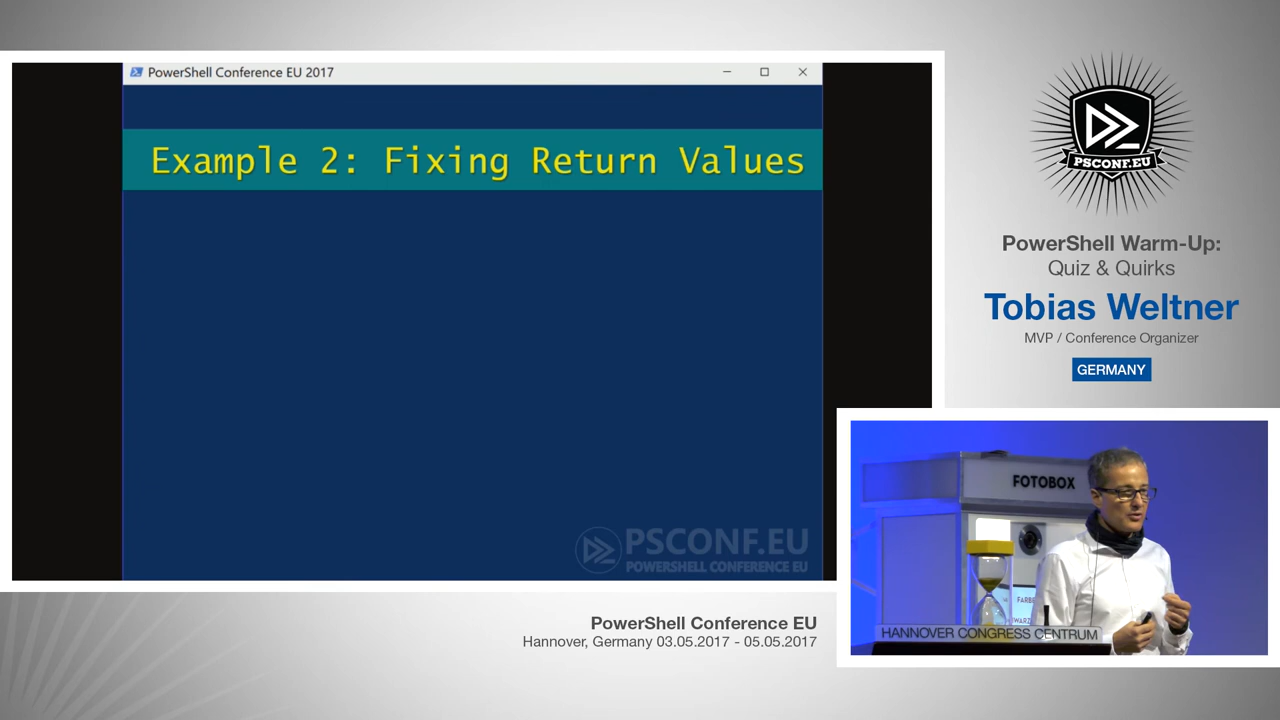 PowerShell Conference EU 2017
Example 2: Fixing Return Values
PSCONF.EU
POWERSHELL CONFERENCE EU
PSCONF.EU
PowerShell Warm-Up:
Quiz & Quirks
Tobias Weltner
MVP / Conference Organizer
GERMANY
FOTOBOX
HANNOVER CONGRESS CENTRUM
PowerShell Conference EU
Hannover, Germany 03.05.2017 - 05.05.2017